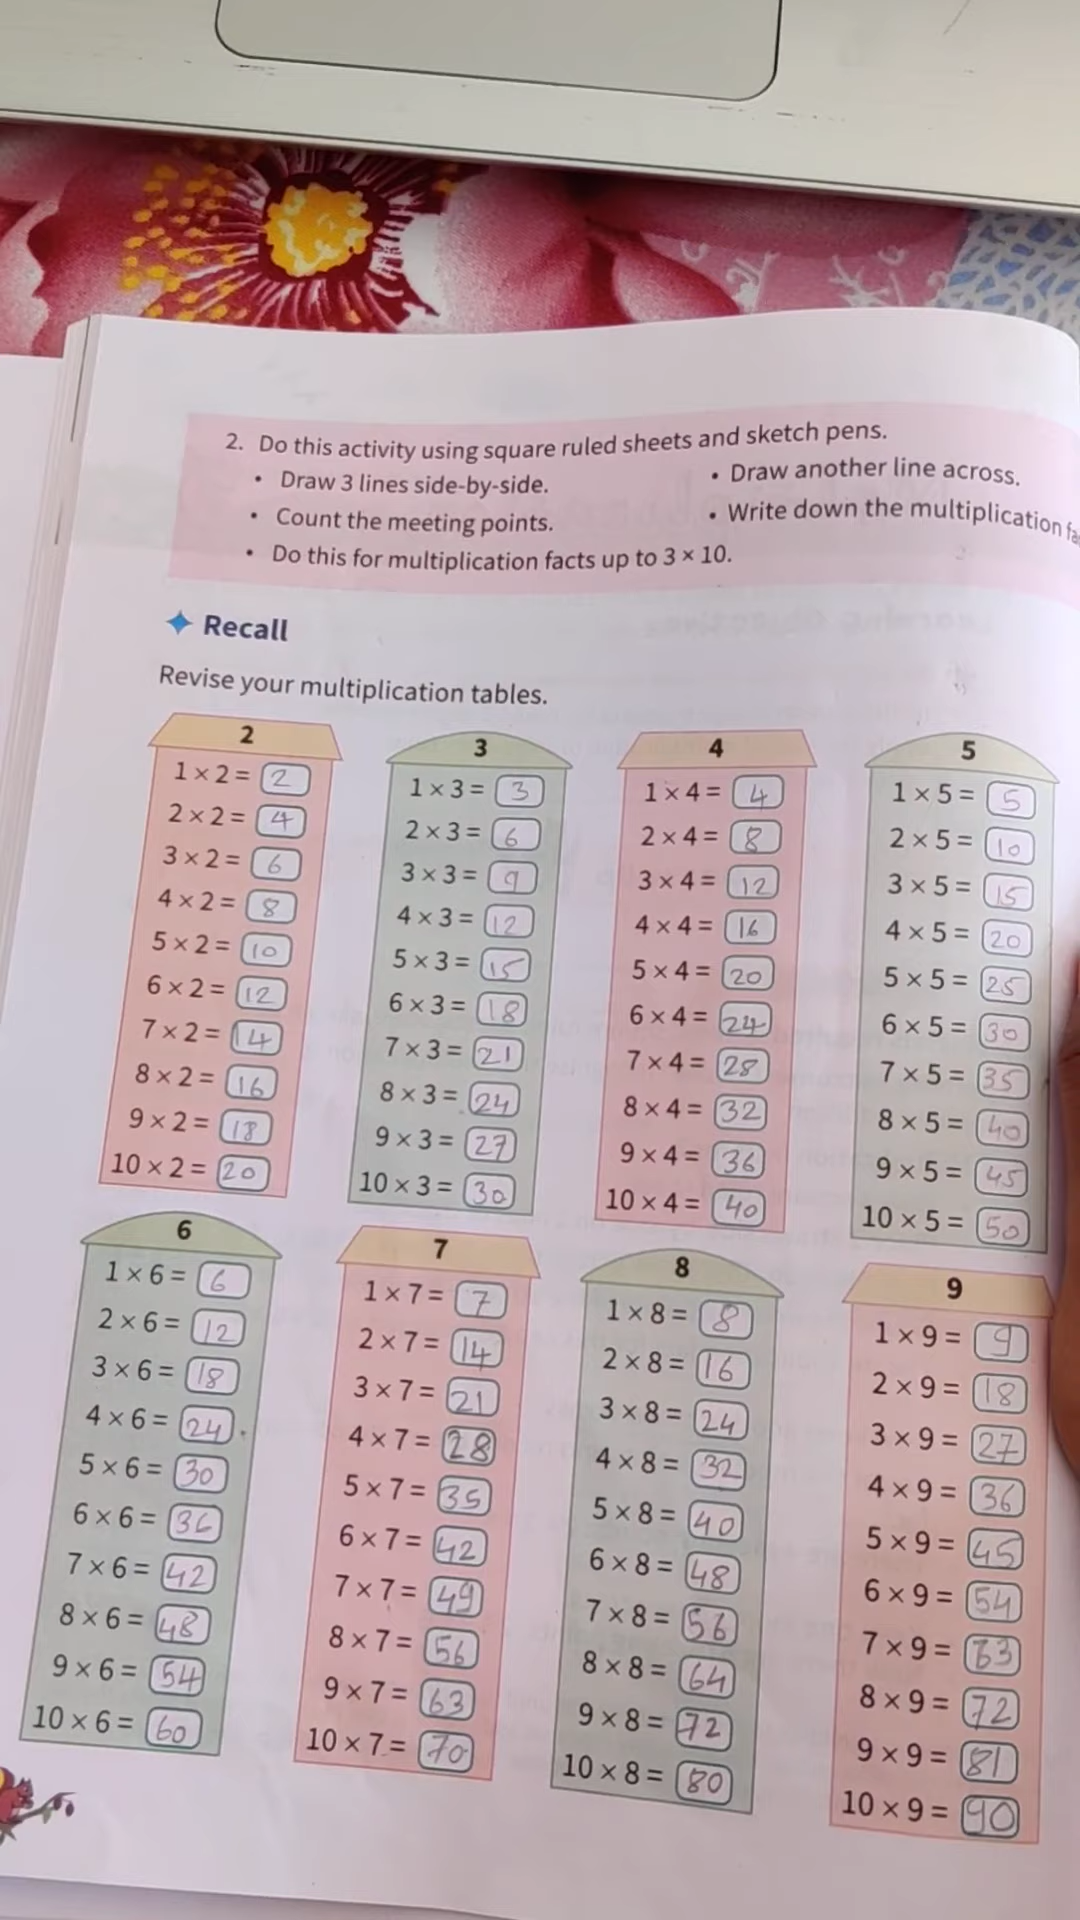 2. Do this activity using square ruled sheets and sketch pens.
• Draw 3 lines side-by-side.
• Draw another line across.
• Count the meeting points.
• Write down the multiplication
• Do this for multiplication facts up to 3 × 10.
Recall
Revise your multiplication tables.
2
1 × 2 = 2
2 × 2 = 4
3 × 2 = 6
4 × 2 = 8
5 × 2 = 10
6 × 2 = 12
7 × 2 = 14
8 × 2 = 16
9 × 2 = 18
10 × 2 = 20
3
1 × 3 = 3
2 × 3 = 6
3 × 3 = 9
4 × 3 = 12
5 × 3 = 15
6 × 3 = 18
7 × 3 = 21
8 × 3 = 24
9 × 3 = 27
10 × 3 = 30
4
1 × 4 = 4
2 × 4 = 8
3 × 4 = 12
4 × 4 = 16
5 × 4 = 20
6 × 4 = 24
7 × 4 = 28
8 × 4 = 32
9 × 4 = 36
10 × 4 = 40
5
1 × 5 = 5
2 × 5 = 10
3 × 5 = 15
4 × 5 = 20
5 × 5 = 25
6 × 5 = 30
7 × 5 = 35
8 × 5 = 40
9 × 5 = 45
10 × 5 = 50
6
1 × 6 = 6
2 × 6 = 12
3 × 6 = 18
4 × 6 = 24
5 × 6 = 30
6 × 6 = 36
7 × 6 = 42
8 × 6 = 48
9 × 6 = 54
10 × 6 = 60
7
1 × 7 = 7
2 × 7 = 14
3 × 7 = 21
4 × 7 = 28
5 × 7 = 35
6 × 7 = 42
7 × 7 = 49
8 × 7 = 56
9 × 7 = 63
10 × 7 = 70
8
1 × 8 = 8
2 × 8 = 16
3 × 8 = 24
4 × 8 = 32
5 × 8 = 40
6 × 8 = 48
7 × 8 = 56
8 × 8 = 64
9 × 8 = 72
10 × 8 = 80
9
1 × 9 = 9
2 × 9 = 18
3 × 9 = 27
4 × 9 = 36
5 × 9 = 45
6 × 9 = 54
7 × 9 = 63
8 × 9 = 72
9 × 9 = 81
10 × 9 = 90